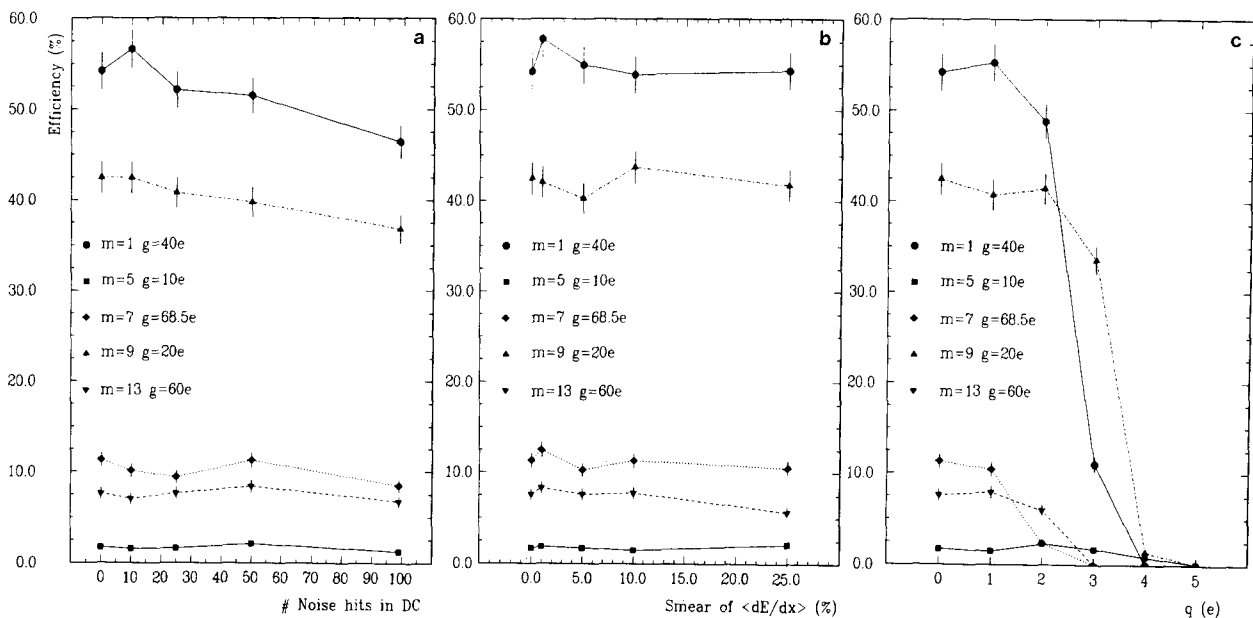 60.0
50.0
40.0
30.0
20.0
10.0
0.0
Efficiency (%)
a
m=1 g=40e
m=5 g=10e
m=7 g=68.5e
m=9 g=20e
m=13 g=60e
0 10 20 30 40 50 60 70 80 90 100
# Noise hits in DC
60.0
50.0
40.0
30.0
20.0
10.0
0.0
b
m=1 g=40e
m=5 g=10e
m=7 g=68.5e
m=9 g=20e
m=13 g=60e
0.0 5.0 10.0 15.0 20.0 25.0
Smear of <dE/dx> (%)
60.0
50.0
40.0
30.0
20.0
10.0
0.0
c
m=1 g=40e
m=5 g=10e
m=7 g=68.5e
m=9 g=20e
m=13 g=60e
0 1 2 3 4 5
q (e)